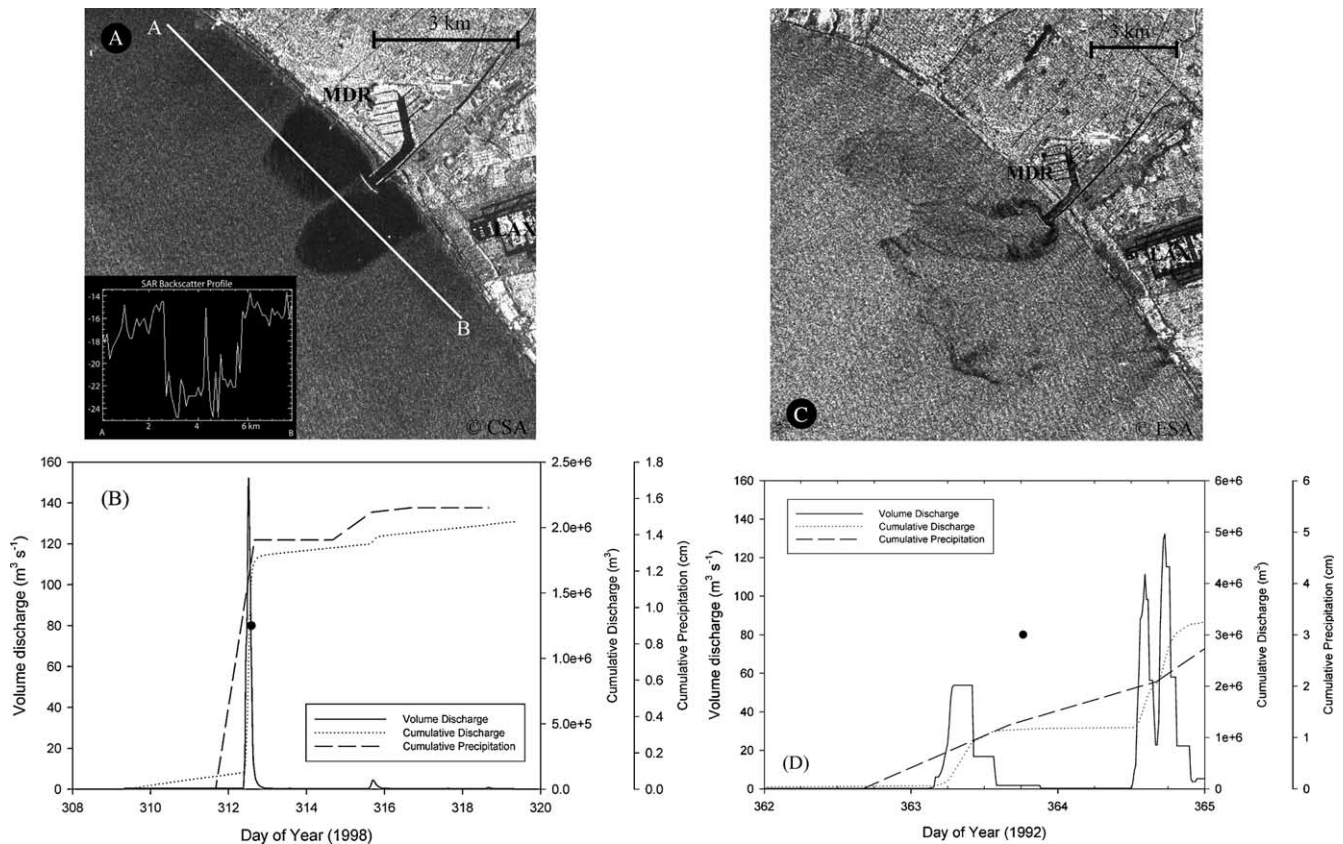 A
A
3 km
MDR
LAX
B
SAR Backscatter Profile
-14
-16
-18
-20
-22
-24
2
4
6 km
A
B
© CSA
3 km
MDR
LAX
C
© ESA
(B)
160
140
120
100
80
60
40
20
0
Volume discharge (m³ s⁻¹)
2.5e+6
2.0e+6
1.5e+6
1.0e+6
5.0e+5
0.0
Cumulative Discharge (m³)
1.8
1.6
1.4
1.2
1.0
0.8
0.6
0.4
0.2
0.0
Cumulative Precipitation (cm)
Volume Discharge
Cumulative Discharge
Cumulative Precipitation
308
310
312
314
316
318
320
Day of Year (1998)
160
140
120
100
80
60
40
20
0
Volume discharge (m³ s⁻¹)
Volume Discharge
Cumulative Discharge
Cumulative Precipitation
(D)
6e+6
5e+6
4e+6
3e+6
2e+6
1e+6
0
Cumulative Discharge (m³)
6
5
4
3
2
1
0
Cumulative Precipitation (cm)
362
363
364
365
Day of Year (1992)